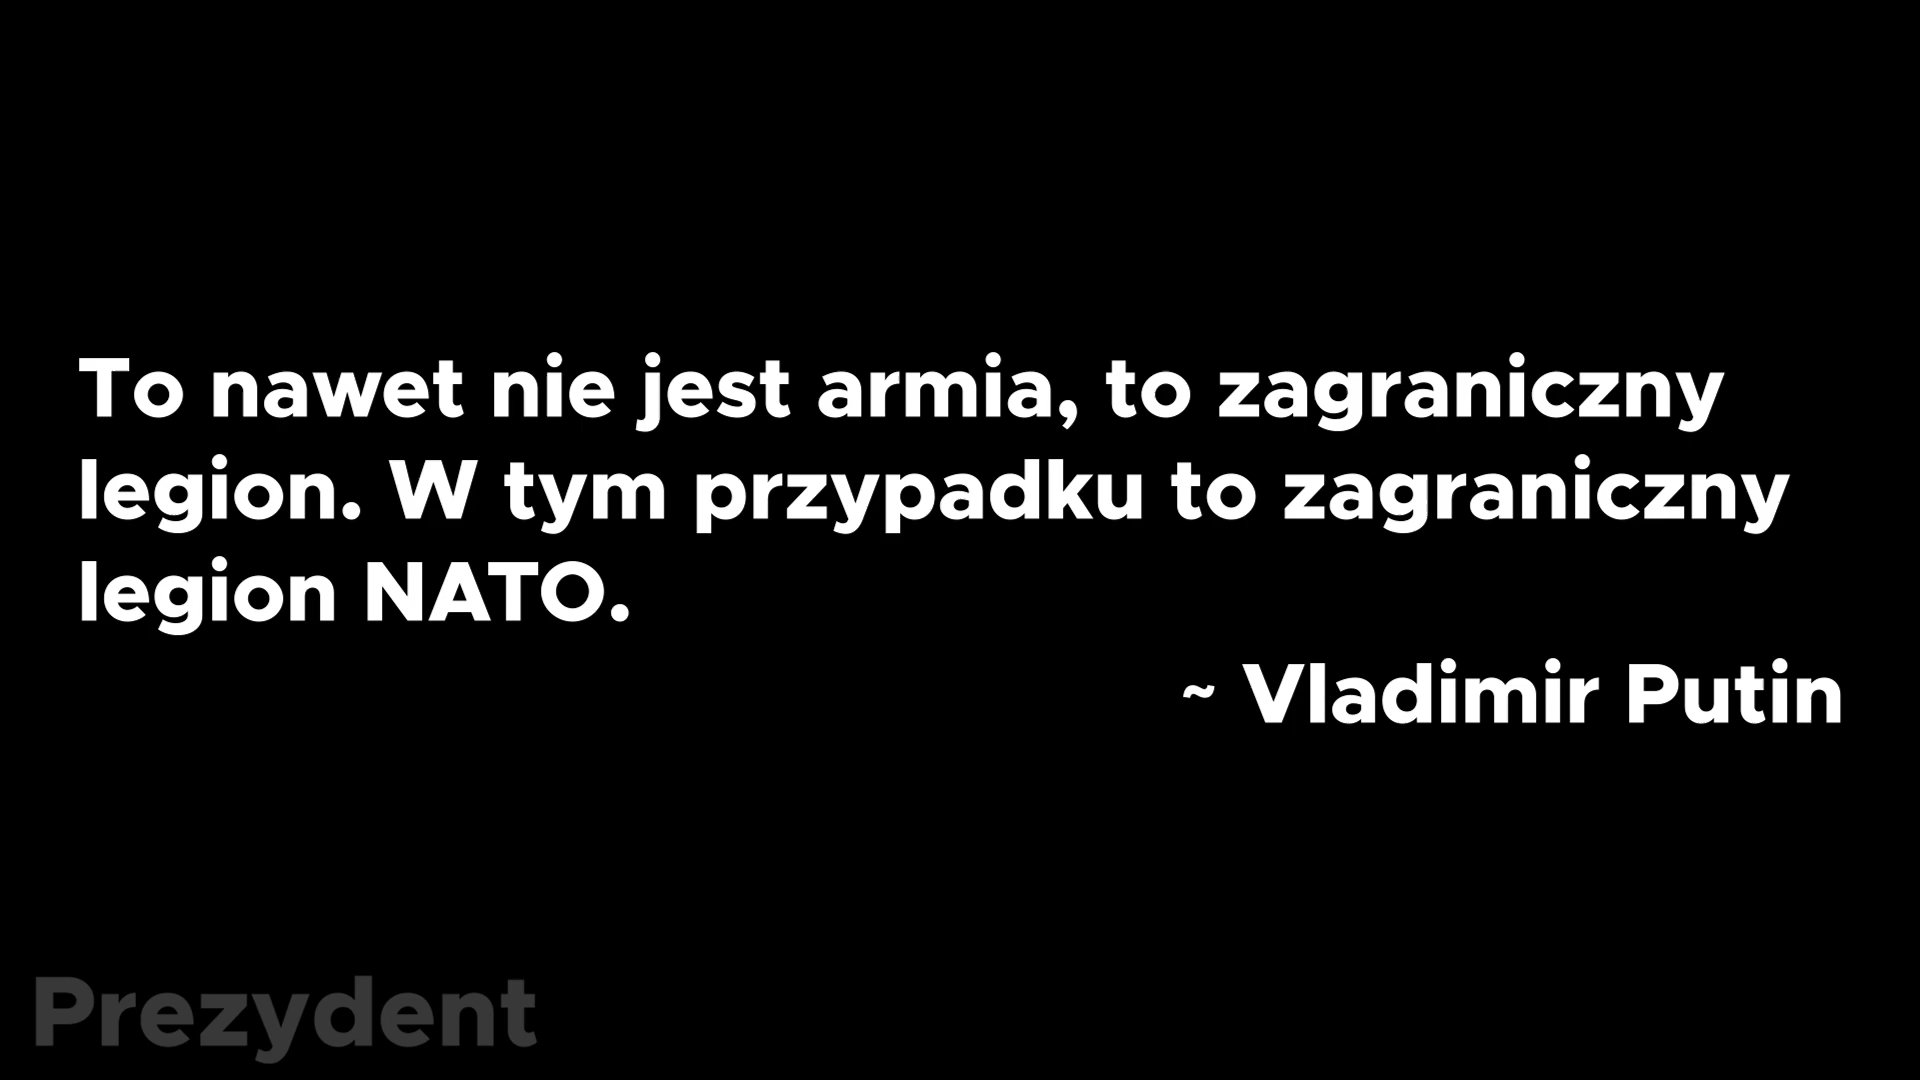 To nawet nie jest armia, to zagraniczny
legion. W tym przypadku to zagraniczny
legion NATO.
~ Vladimir Putin
Prezydent